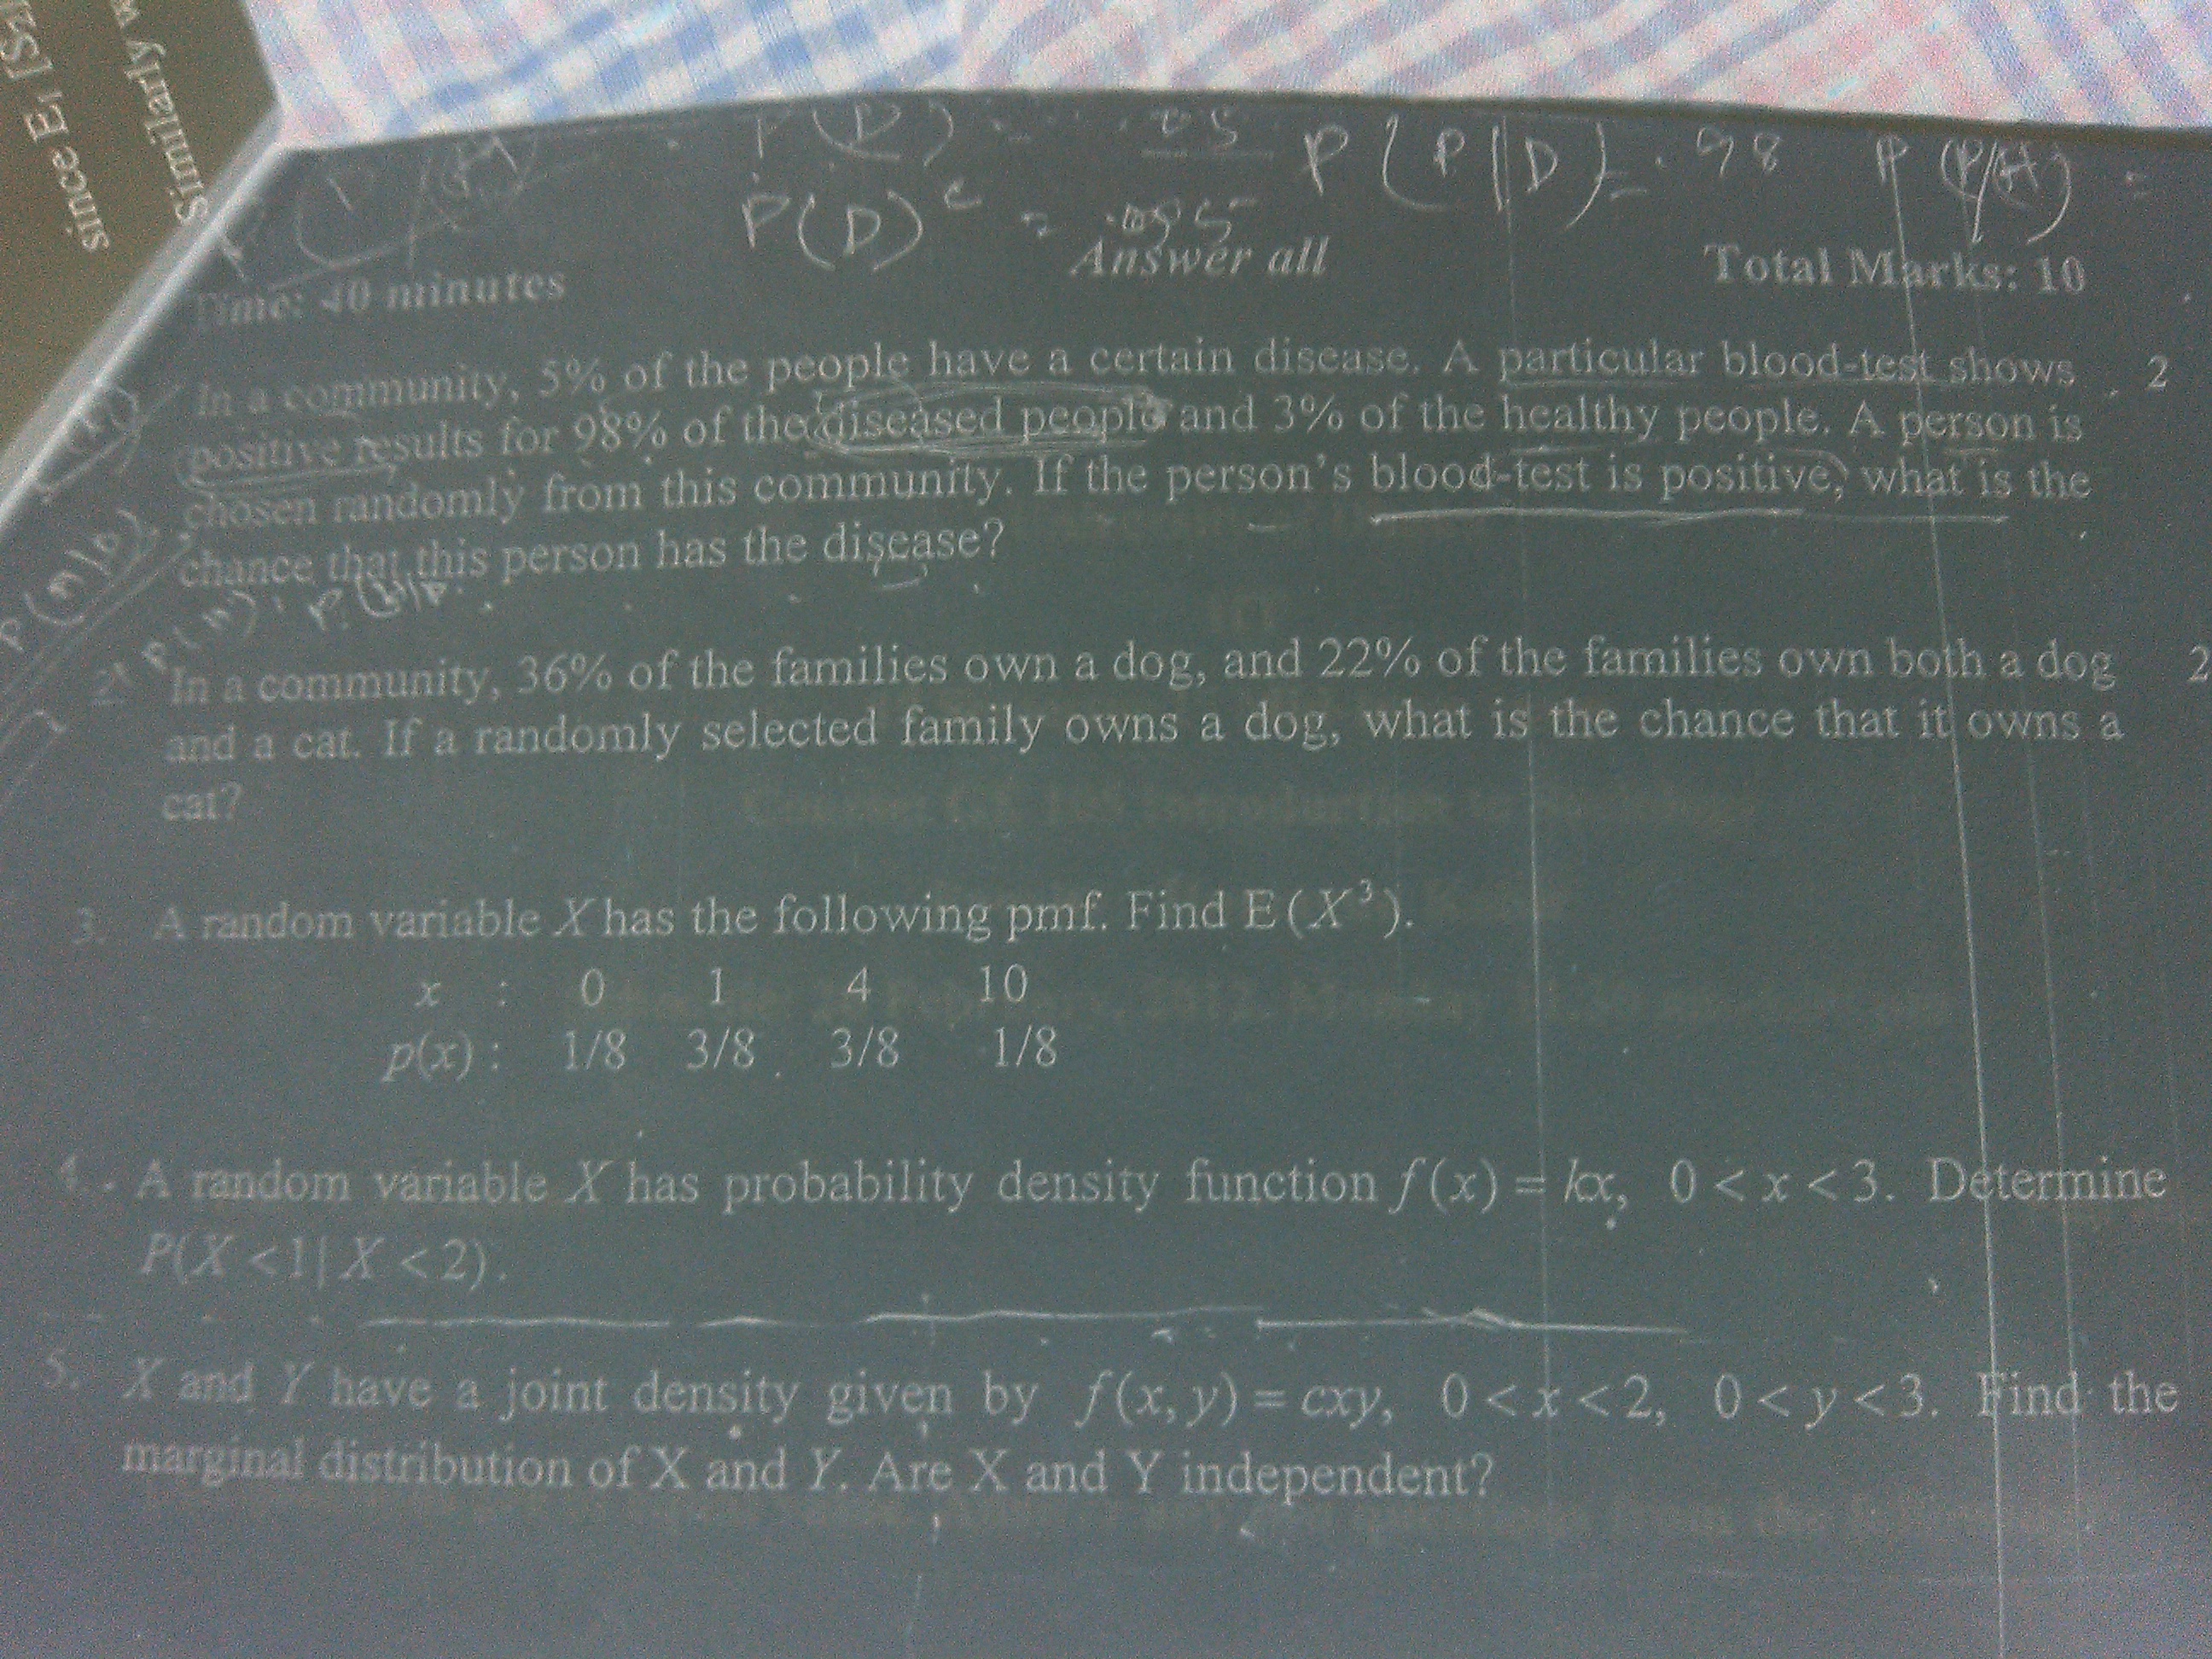 since E[S
Similarly w
P(D) = .05 P(P|D) = .98 P(P|H) =
P(D)ᶜ = .95
Answer all
Time: 40 minutes Total Marks: 10
In a community, 5% of the people have a certain disease. A particular blood-test shows 2
positive results for 98% of the diseased people and 3% of the healthy people. A person is
chosen randomly from this community. If the person's blood-test is positive, what is the
chance that this person has the disease?
2. In a community, 36% of the families own a dog, and 22% of the families own both a dog 2
and a cat. If a randomly selected family owns a dog, what is the chance that it owns a
cat?
3. A random variable X has the following pmf. Find E(X³).
x : 0 1 4 10
p(x) : 1/8 3/8 3/8 1/8
4. A random variable X has probability density function f(x) = kx, 0 < x < 3. Determine
P(X <1| X <2).
5. X and Y have a joint density given by f(x, y) = cxy, 0 < x < 2, 0 < y < 3. Find the
marginal distribution of X and Y. Are X and Y independent?